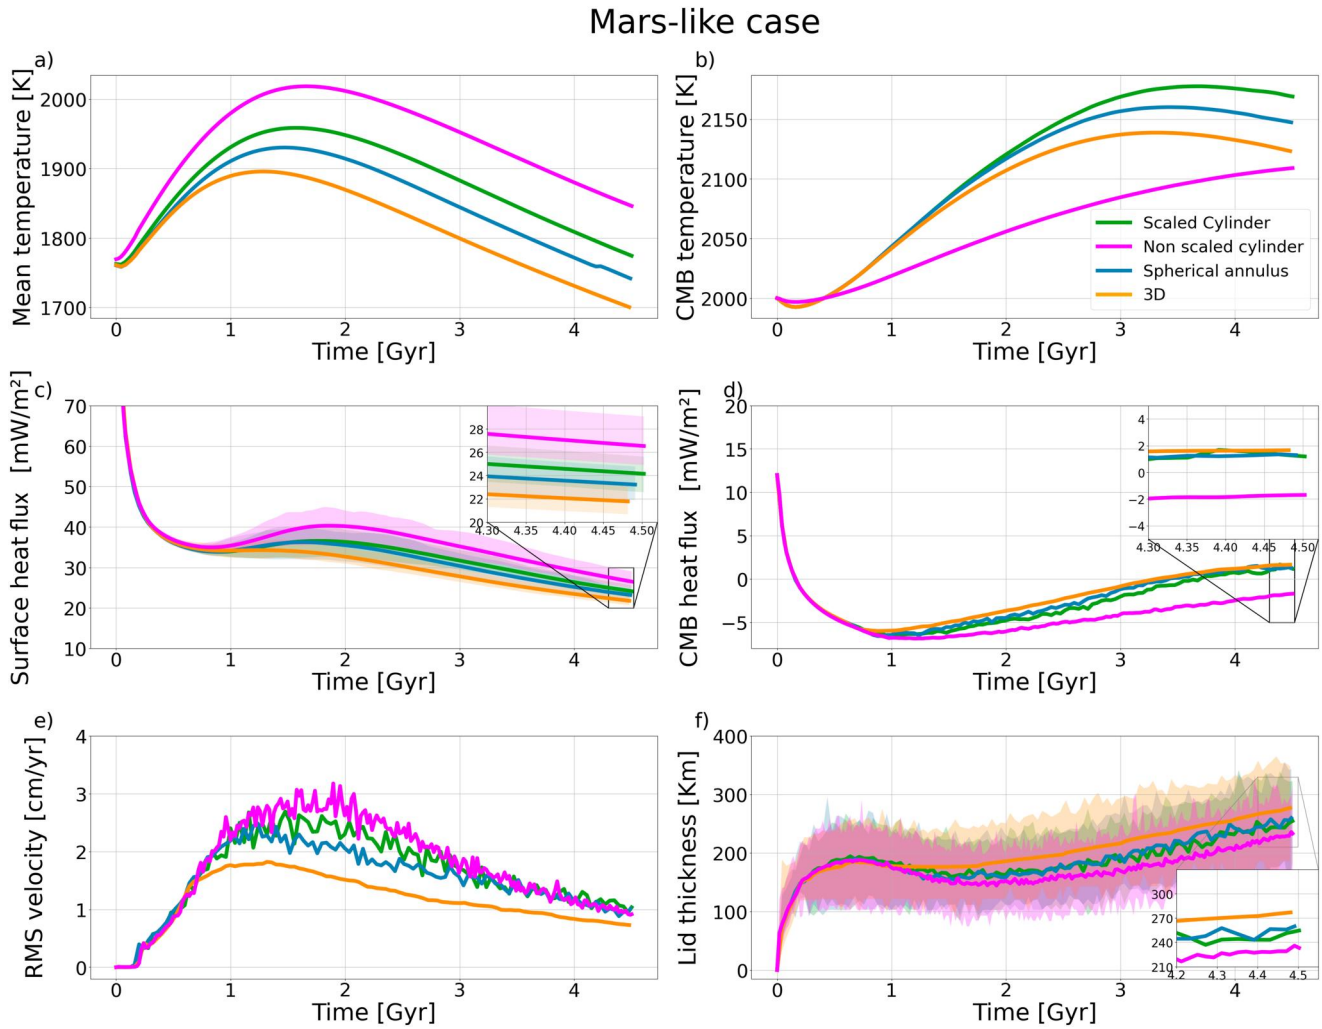 Mars-like case
a)
Mean temperature [K]
2000
1900
1800
1700
0 1 2 3 4
Time [Gyr]
b)
CMB temperature [K]
2150
2100
2050
2000
Scaled Cylinder
Non scaled cylinder
Spherical annulus
3D
0 1 2 3 4
Time [Gyr]
c)
Surface heat flux [mW/m²]
70
60
50
40
30
20
10
28
26
24
22
20
4.30 4.35 4.40 4.45 4.50
0 1 2 3 4
Time [Gyr]
d)
CMB heat flux [mW/m²]
20
15
10
5
0
−5
4
2
0
−2
−4
4.30 4.35 4.40 4.45 4.50
0 1 2 3 4
Time [Gyr]
e)
RMS velocity [cm/yr]
4
3
2
1
0
0 1 2 3 4
Time [Gyr]
f)
Lid thickness [Km]
400
300
200
100
0
300
270
240
210
4.2 4.3 4.4 4.5
0 1 2 3 4
Time [Gyr]